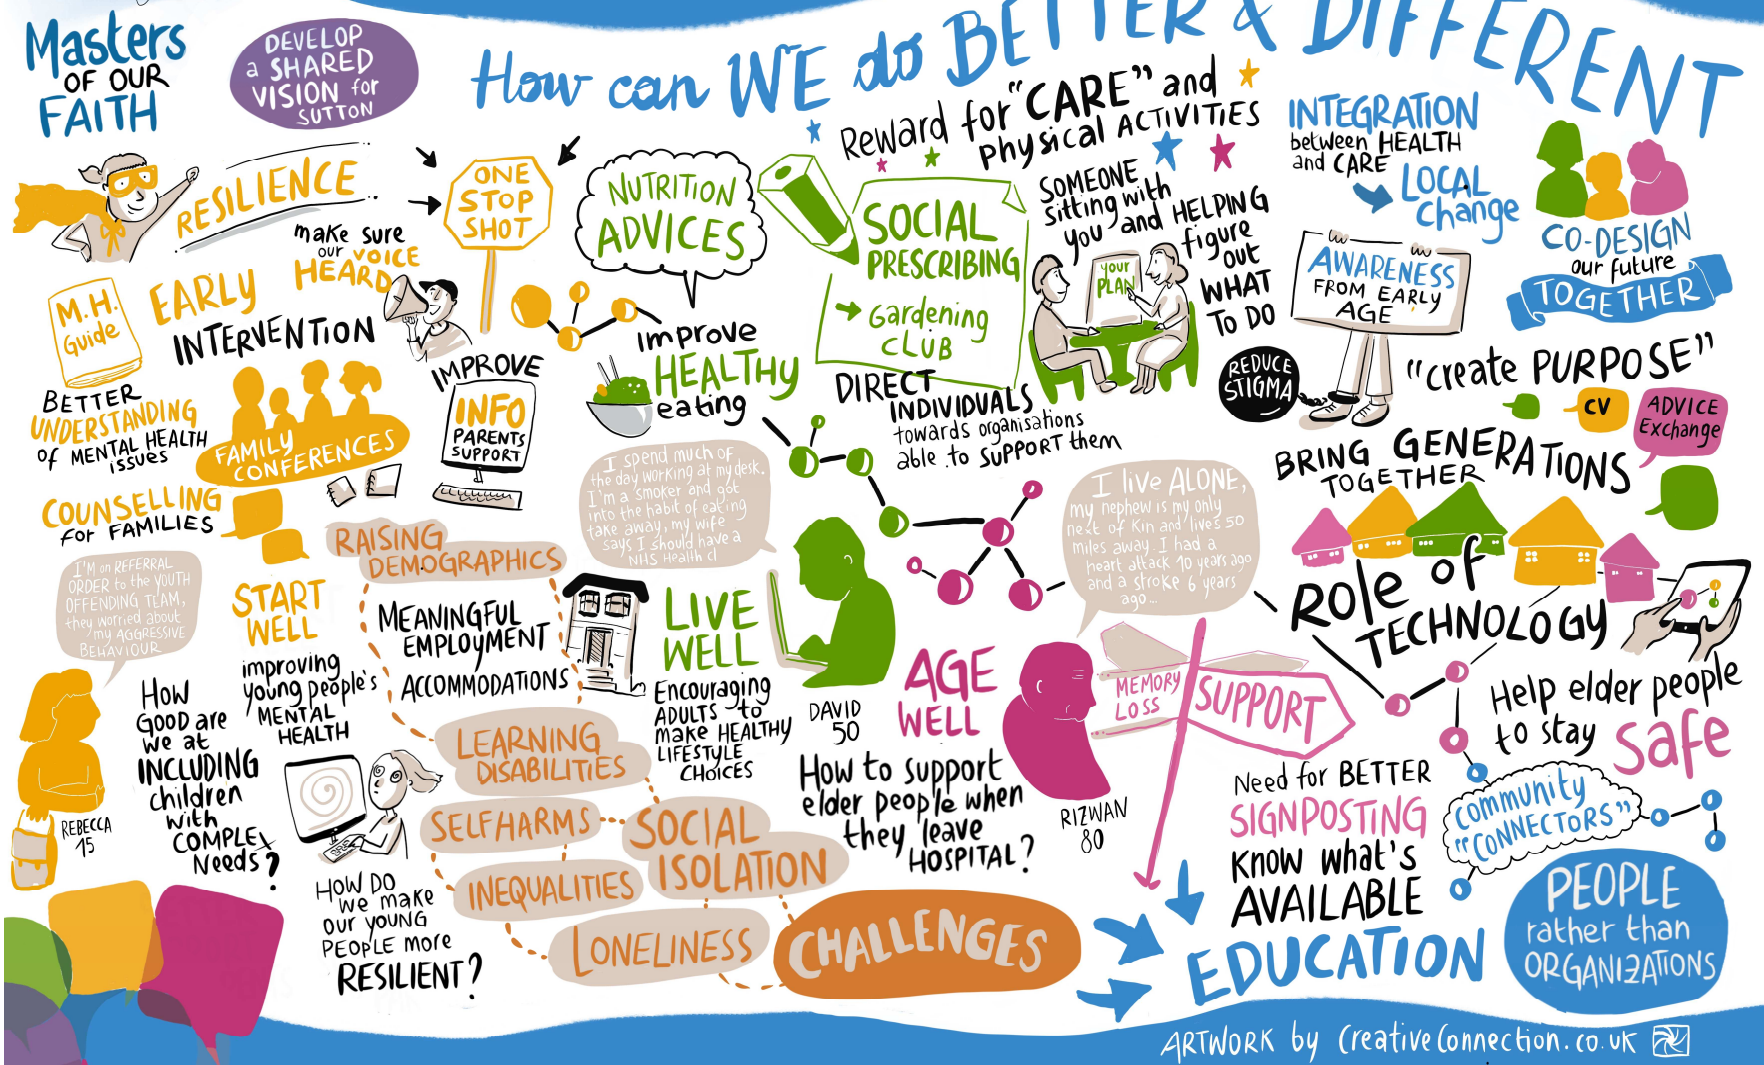 Masters
OF OUR
FAITH
DEVELOP
a SHARED
VISION for
SUTTON
How can WE do BETTER & DIFFERENT
RESILIENCE
make sure
our VOICE
HEARD
ONE
STOP
SHOT
NUTRITION
ADVICES
Reward for "CARE" and
physical ACTIVITIES
SOCIAL
PRESCRIBING
→ Gardening
CLUB
SOMEONE
sitting with
you and HELPING
figure
out
WHAT
TO DO
your
PLAN
INTEGRATION
between HEALTH
and CARE
LOCAL
Change
CO-DESIGN
our future
TOGETHER
M.H.
Guide
EARLY
INTERVENTION
BETTER
UNDERSTANDING
of MENTAL HEALTH
issues
FAMILY
CONFERENCES
IMPROVE
INFO
PARENTS
SUPPORT
improve
HEALTHY
eating
DIRECT
INDIVIDUALS
towards organisations
able to SUPPORT them
AWARENESS
FROM EARLY
AGE
REDUCE
STIGMA
"create PURPOSE"
CV
ADVICE
Exchange
BRING GENERATIONS
TOGETHER
COUNSELLING
for FAMILIES
I'M on REFERRAL
ORDER to the YOUTH
OFFENDING TEAM,
they worried about
my AGGRESSIVE
BEHAVIOUR
REBECCA
15
START
WELL
improving
young people's
MENTAL
HEALTH
HOW
GOOD are
we at
INCLUDING
children
with
COMPLEX
Needs?
HOW DO
we make
our YOUNG
PEOPLE more
RESILIENT?
RAISING
DEMOGRAPHICS
MEANINGFUL
EMPLOYMENT
ACCOMMODATIONS
LEARNING
DISABILITIES
SELFHARMS
SOCIAL
ISOLATION
INEQUALITIES
LONELINESS
CHALLENGES
I spend much of
the day working at my desk.
I'm a smoker and got
into the habit of eating
take away, my wife
says I should have a
NHS Health cl
LIVE
WELL
Encouraging
ADULTS to
make HEALTHY
LIFESTYLE
CHOICES
DAVID
50
I live ALONE,
my nephew is my only
next of kin and lives 50
miles away. I had a
heart attack 10 years ago
and a stroke 6 years
ago...
AGE
WELL
How to support
elder people when
they leave
HOSPITAL?
RIZWAN
80
MEMORY
LOSS
SUPPORT
ROLE of
TECHNOLOGY
Help elder people
to stay
safe
Need for BETTER
SIGNPOSTING
Know what's
AVAILABLE
community
"CONNECTORS"
EDUCATION
PEOPLE
rather than
ORGANIZATIONS
ARTWORK by CreativeConnection.co.uk